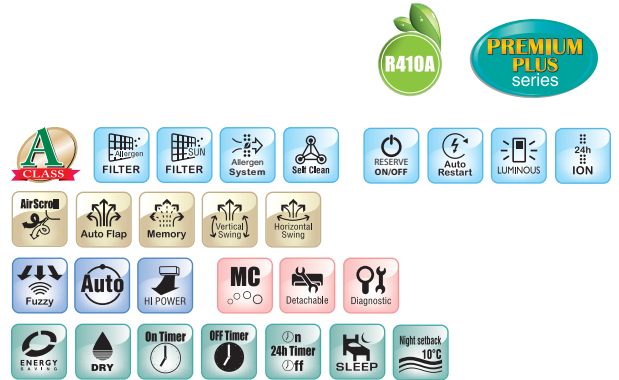 R410A
PREMIUM
PLUS
series
A
CLASS
Allergen
FILTER
SUN
FILTER
Allergen
System
Self Clean
RESERVE
ON/OFF
Auto
Restart
LUMINOUS
24h
ION
AirScroll
Auto Flap
Memory
Vertical
Swing
Horizontal
Swing
Fuzzy
Auto
HI POWER
MC
Detachable
Diagnostic
ENERGY
SAVING
DRY
On Timer
OFF Timer
On
24h Timer
Off
SLEEP
Night setback
10°C